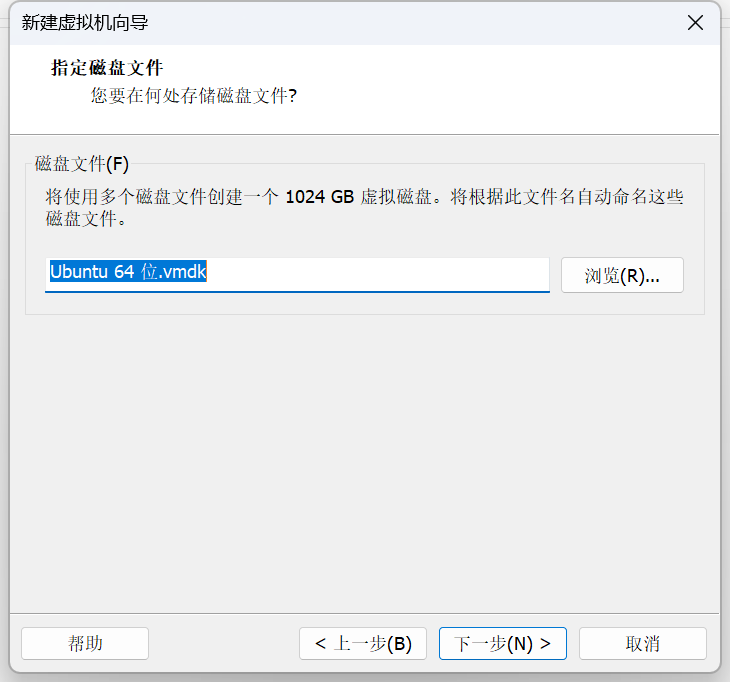 新建虚拟机向导
指定磁盘文件
您要在何处存储磁盘文件?
磁盘文件(F)
将使用多个磁盘文件创建一个 1024 GB 虚拟磁盘。将根据此文件名自动命名这些
磁盘文件。
Ubuntu 64 位.vmdk
浏览(R)...
帮助
< 上一步(B)
下一步(N) >
取消